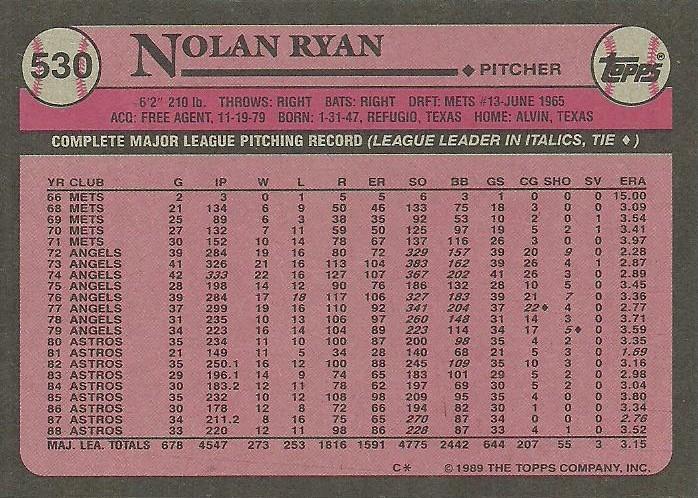 530
NOLAN RYAN
PITCHER
TOPPS®
6'2" 210 lb. THROWS: RIGHT BATS: RIGHT DRFT: METS #13-JUNE 1965
ACQ: FREE AGENT, 11-19-79 BORN: 1-31-47, REFUGIO, TEXAS HOME: ALVIN, TEXAS
COMPLETE MAJOR LEAGUE PITCHING RECORD (LEAGUE LEADER IN ITALICS, TIE ♦)
YR CLUB G IP W L R ER SO BB GS CG SHO SV ERA
66 METS 2 3 0 1 5 5 6 3 1 0 0 0 15.00
68 METS 21 134 6 9 50 46 133 75 18 3 0 0 3.09
69 METS 25 89 6 3 38 35 92 53 10 2 0 1 3.54
70 METS 27 132 7 11 59 50 125 97 19 5 2 1 3.41
71 METS 30 152 10 14 78 67 137 116 26 3 0 0 3.97
72 ANGELS 39 284 19 16 80 72 329 157 39 20 9 0 2.28
73 ANGELS 41 326 21 16 113 104 383 162 39 26 4 1 2.87
74 ANGELS 42 333 22 16 127 107 367 202 41 26 3 0 2.89
75 ANGELS 28 198 14 12 90 76 186 132 28 10 5 0 3.45
76 ANGELS 39 284 17 18 117 106 327 183 39 21 7 0 3.36
77 ANGELS 37 299 19 16 110 92 341 204 37 22♦ 4 0 2.77
78 ANGELS 31 235 10 13 106 97 260 148 31 14 3 0 3.71
79 ANGELS 34 223 16 14 104 89 223 114 34 17 5♦ 0 3.59
80 ASTROS 35 234 11 10 100 87 200 98 35 4 2 0 3.35
81 ASTROS 21 149 11 5 34 28 140 68 21 5 3 0 1.69
82 ASTROS 35 250.1 16 12 100 88 245 109 35 10 3 0 3.16
83 ASTROS 29 196.1 14 9 74 65 183 101 29 5 2 0 2.98
84 ASTROS 30 183.2 12 11 78 62 197 69 30 5 2 0 3.04
85 ASTROS 35 232 10 12 108 98 209 95 35 4 0 0 3.80
86 ASTROS 30 178 12 8 72 66 194 82 30 1 0 0 3.34
87 ASTROS 34 211.2 8 16 75 65 270 87 34 0 0 0 2.76
88 ASTROS 33 220 12 11 98 86 228 87 33 4 1 0 3.52
MAJ. LEA. TOTALS 678 4547 273 253 1816 1591 4775 2442 644 207 55 3 3.15
C* © 1989 THE TOPPS COMPANY, INC.